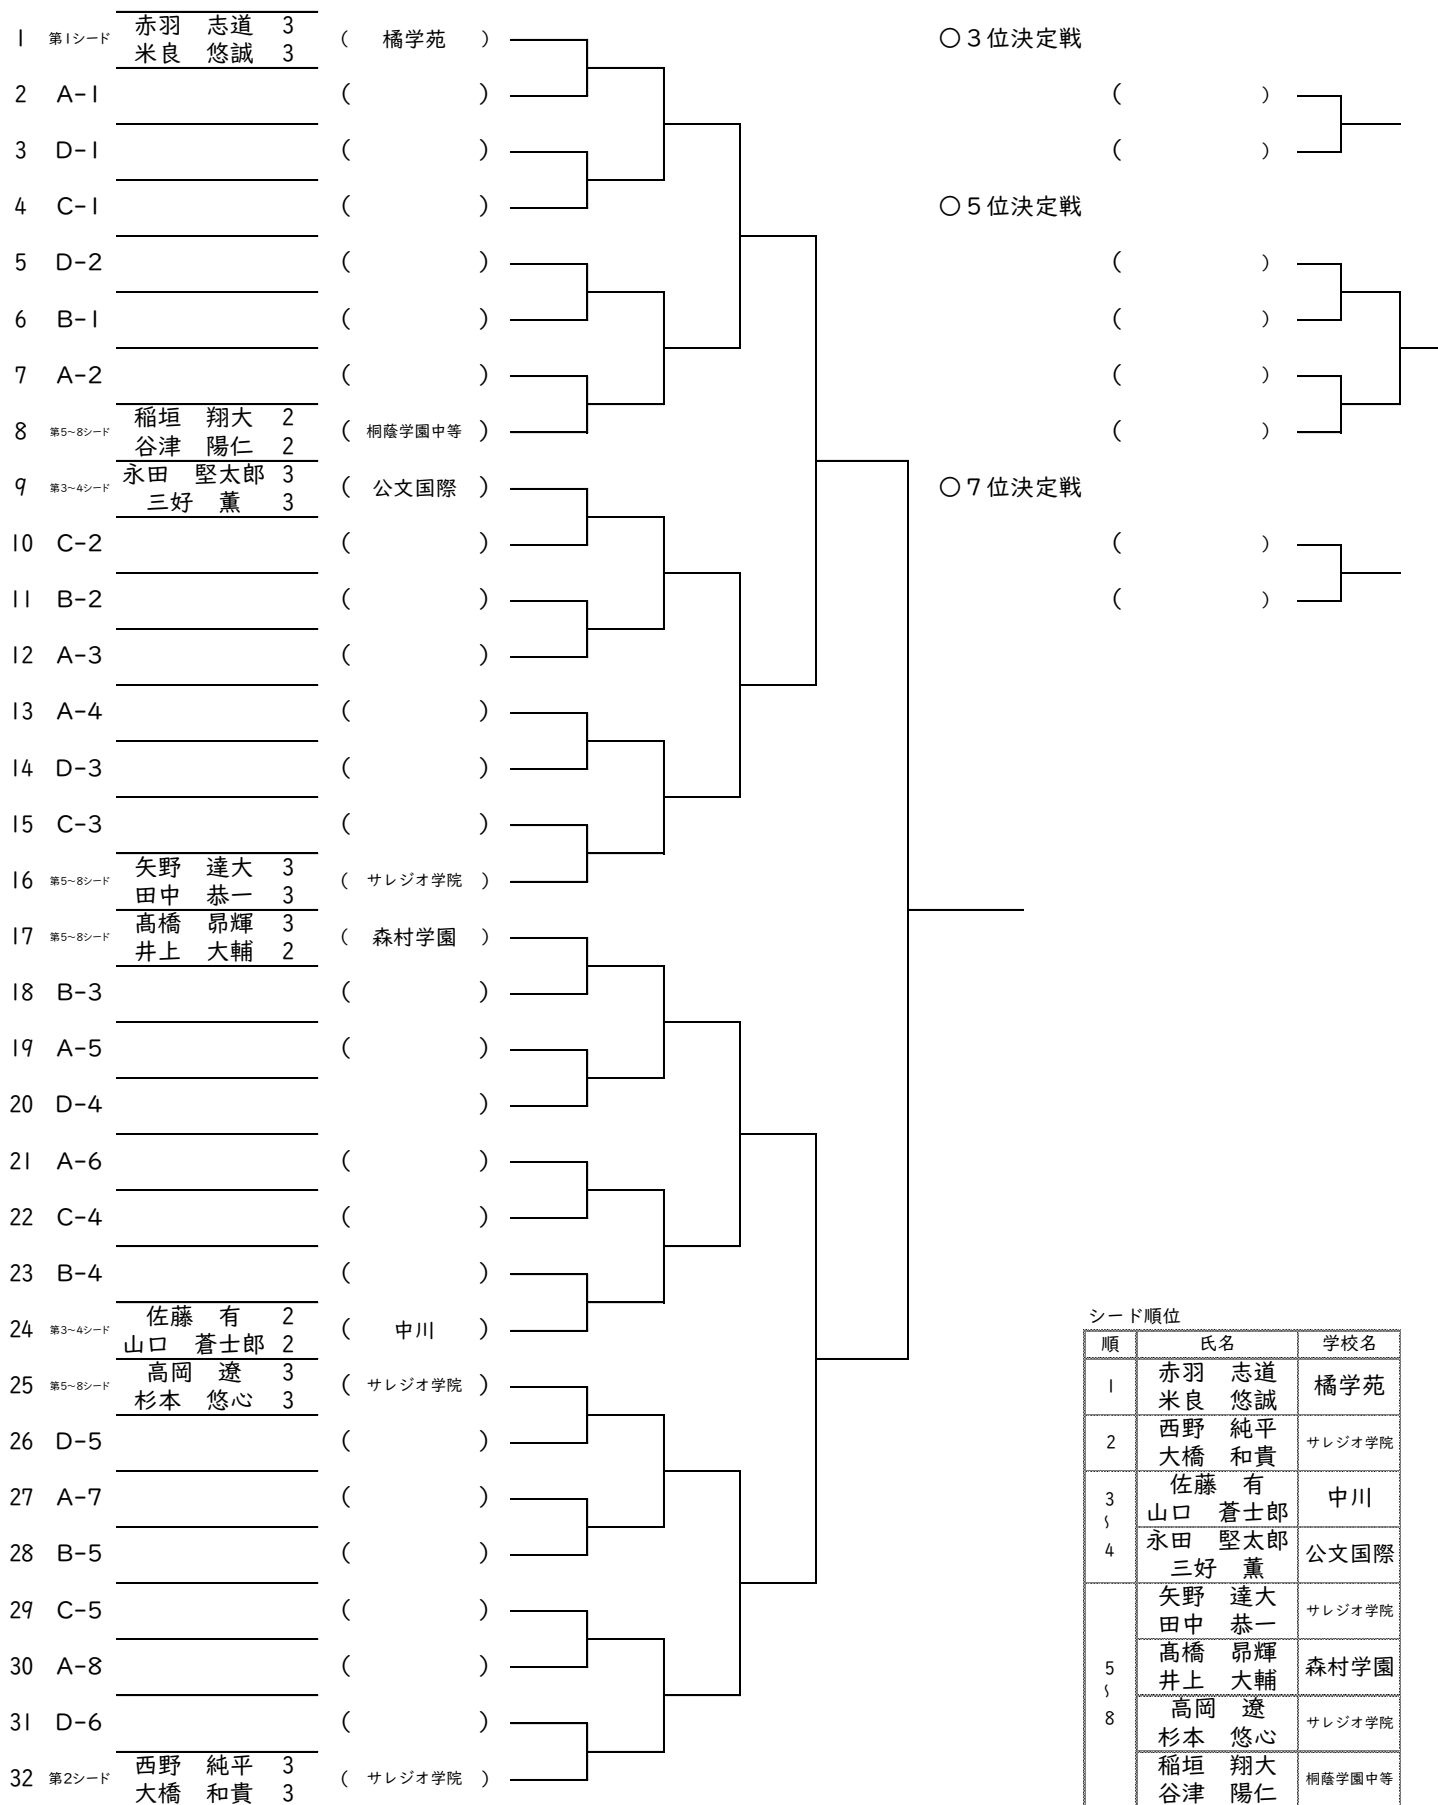 赤羽　志道　3
1　第1シード　（　橘学苑　）
米良　悠誠　3
2　A-1　（　）
3　D-1　（　）
4　C-1　（　）
5　D-2　（　）
6　B-1　（　）
7　A-2　（　）
稲垣　翔大　2
8　第5~8シード　（　桐蔭学園中等　）
谷津　陽仁　2
永田　堅太郎　3
9　第3~4シード　（　公文国際　）
三好　薫　3
10　C-2　（　）
11　B-2　（　）
12　A-3　（　）
13　A-4　（　）
14　D-3　（　）
15　C-3　（　）
矢野　達大　3
16　第5~8シード　（　サレジオ学院　）
田中　恭一　3
髙橋　昴輝　3
17　第5~8シード　（　森村学園　）
井上　大輔　2
18　B-3　（　）
19　A-5　（　）
20　D-4　）
21　A-6　（　）
22　C-4　（　）
23　B-4　（　）
佐藤　有　2
24　第3~4シード　（　中川　）
山口　蒼士郎　2
高岡　遼　3
25　第5~8シード　（　サレジオ学院　）
杉本　悠心　3
26　D-5　（　）
27　A-7　（　）
28　B-5　（　）
29　C-5　（　）
30　A-8　（　）
31　D-6　（　）
西野　純平　3
32　第2シード　（　サレジオ学院　）
大橋　和貴　3
○３位決定戦
（　）
（　）
○５位決定戦
（　）
（　）
（　）
（　）
○７位決定戦
（　）
（　）
シード順位
順　氏名　学校名
赤羽　志道
1　橘学苑
米良　悠誠
西野　純平
2　サレジオ学院
大橋　和貴
3〜4
佐藤　有
中川
山口　蒼士郎
永田　堅太郎
公文国際
三好　薫
5〜8
矢野　達大
サレジオ学院
田中　恭一
髙橋　昴輝
森村学園
井上　大輔
高岡　遼
サレジオ学院
杉本　悠心
稲垣　翔大
桐蔭学園中等
谷津　陽仁